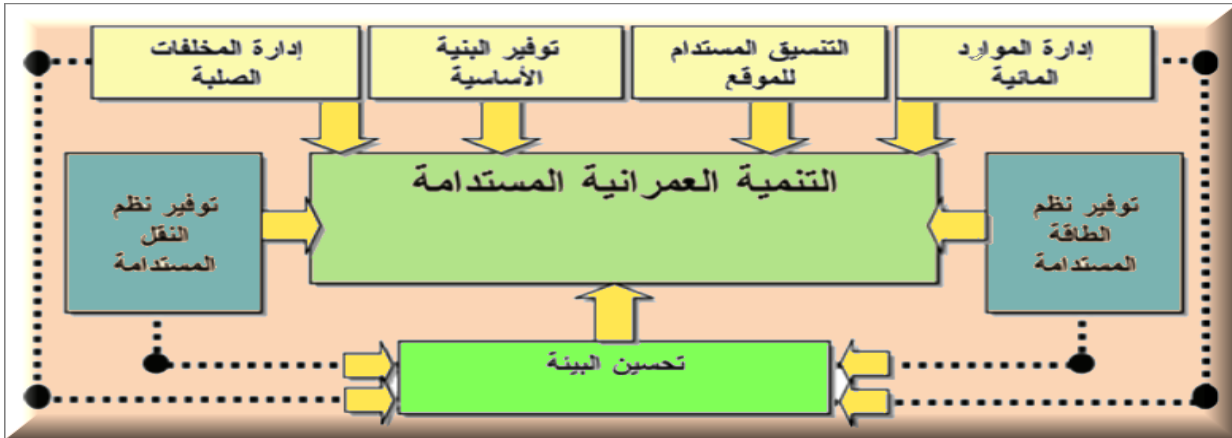 إدارة الموارد
المائية
التنسيق المستدام
للموقع
توفير البنية
الأساسية
إدارة المخلفات
الصلبة
التنمية العمرانية المستدامة
توفير نظم
الطاقة
المستدامة
توفير نظم
النقل
المستدامة
تحسين البيئة